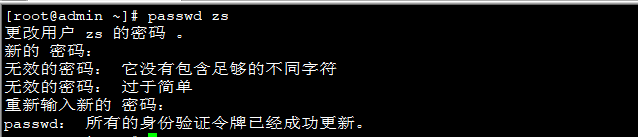 [root@admin ~]# passwd zs
更改用户 zs 的密码 。
新的 密码：
无效的密码： 它没有包含足够的不同字符
无效的密码： 过于简单
重新输入新的 密码：
passwd： 所有的身份验证令牌已经成功更新。